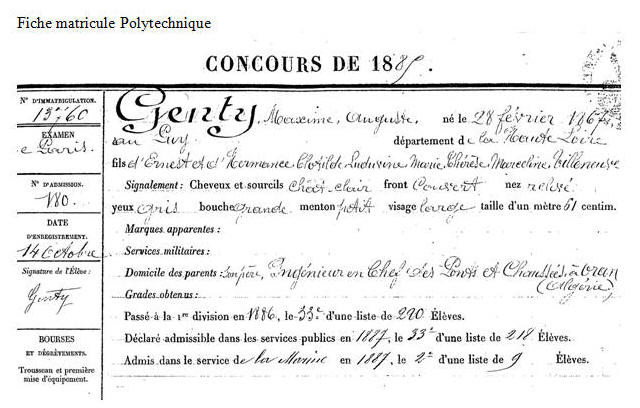 Fiche matricule Polytechnique
CONCOURS DE 1885.
N° D'IMMATRICULATION.
13760
EXAMEN
e Paris.
N° D'ADMISSION.
180.
DATE
D'ENREGISTREMENT.
14 Octobre
Signature de l'Élève :
Genty
BOURSES
ET DÉGRÈVEMENTS.
Trousseau et première
mise d'équipement.
Genty, Maxime, Auguste, né le 28 février 1867
au Puy département de la Haute Loire
fils d'Ernest et d'Hermance Clotilde Ludovine Marie Thérèse Marceline Villeneuve
Signalement : Cheveux et sourcils chât-clair front Couvert nez relevé
yeux gris bouche grande menton petit visage large taille d'un mètre 61 centim.
Marques apparentes :
Services militaires :
Domicile des parents : Son père, Ingénieur en Chef des Ponts et Chaussées, à Oran
(Algérie)
Grades obtenus :
Passé à la 1re division en 1886, le 33e d'une liste de 220 Élèves.
Déclaré admissible dans les services publics en 1887, le 33e d'une liste de 218 Élèves.
Admis dans le service de la Marine en 1887, le 2e d'une liste de 9 Élèves.